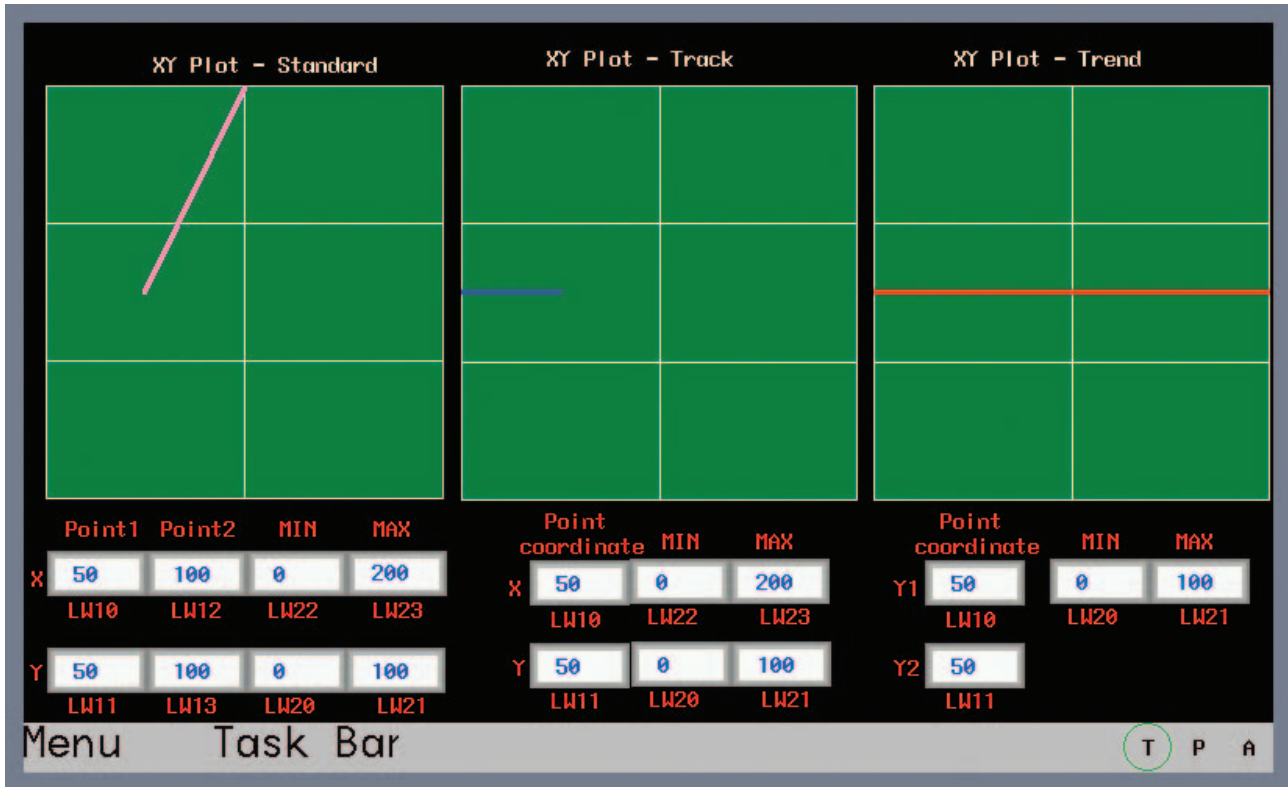 XY Plot - Standard
XY Plot - Track
XY Plot - Trend
Point1 Point2 MIN MAX
X 50 100 0 200
LW10 LW12 LW22 LW23
Y 50 100 0 100
LW11 LW13 LW20 LW21
Point
coordinate MIN MAX
X 50 0 200
LW10 LW22 LW23
Y 50 0 100
LW11 LW20 LW21
Point
coordinate MIN MAX
Y1 50 0 100
LW10 LW20 LW21
Y2 50
LW11
Menu Task Bar T P A